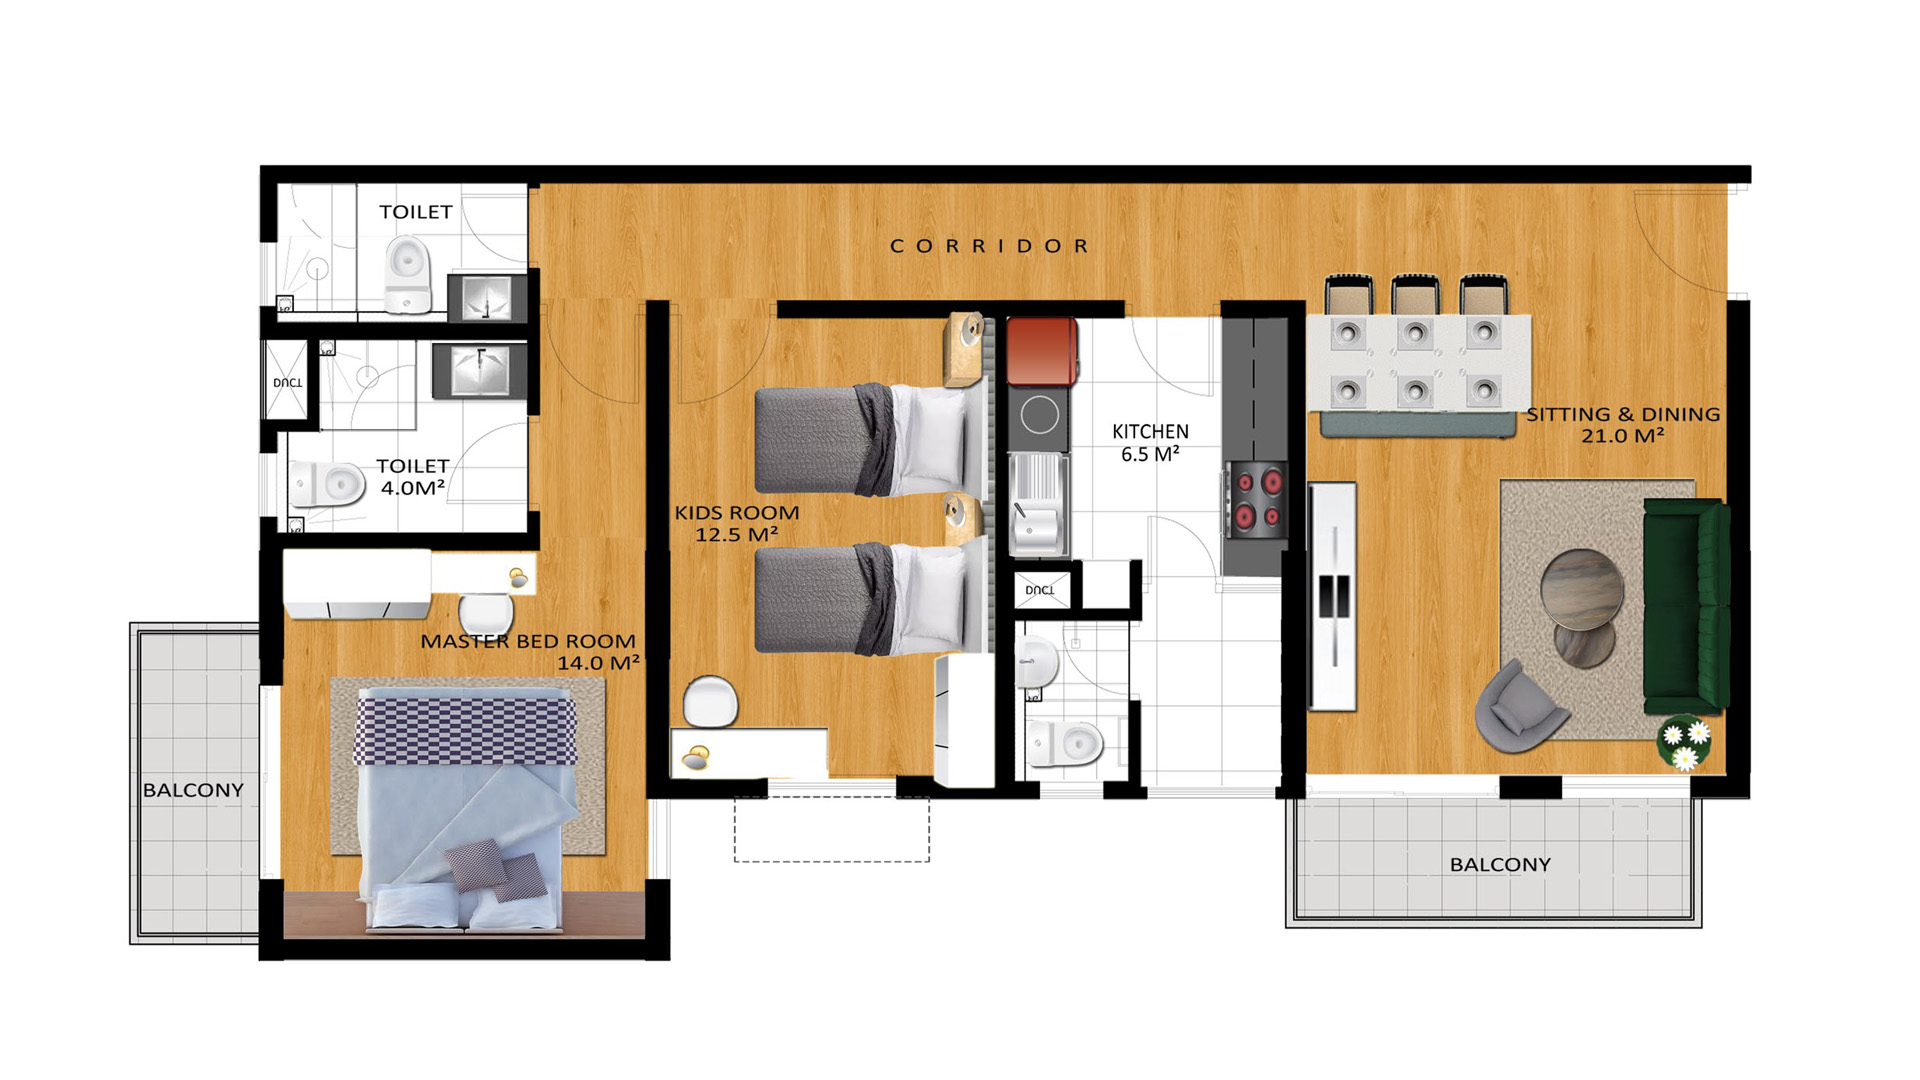 TOILET
CORRIDOR
DUCT
TOILET
4.0M²
KITCHEN
6.5 M²
SITTING & DINING
21.0 M²
KIDS ROOM
12.5 M²
DUCT
MASTER BED ROOM
14.0 M²
BALCONY
BALCONY